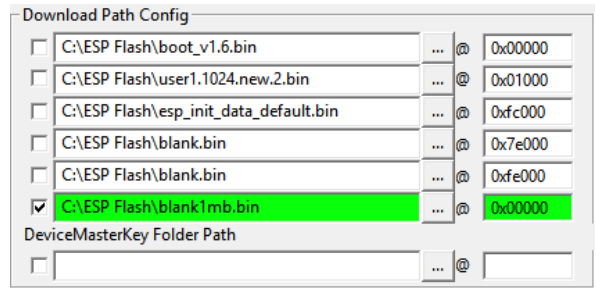 Download Path Config
C:\ESP Flash\boot_v1.6.bin ... @ 0x00000
C:\ESP Flash\user1.1024.new.2.bin ... @ 0x01000
C:\ESP Flash\esp_init_data_default.bin ... @ 0xfc000
C:\ESP Flash\blank.bin ... @ 0x7e000
C:\ESP Flash\blank.bin ... @ 0xfe000
C:\ESP Flash\blank1mb.bin ... @ 0x00000
DeviceMasterKey Folder Path
... @